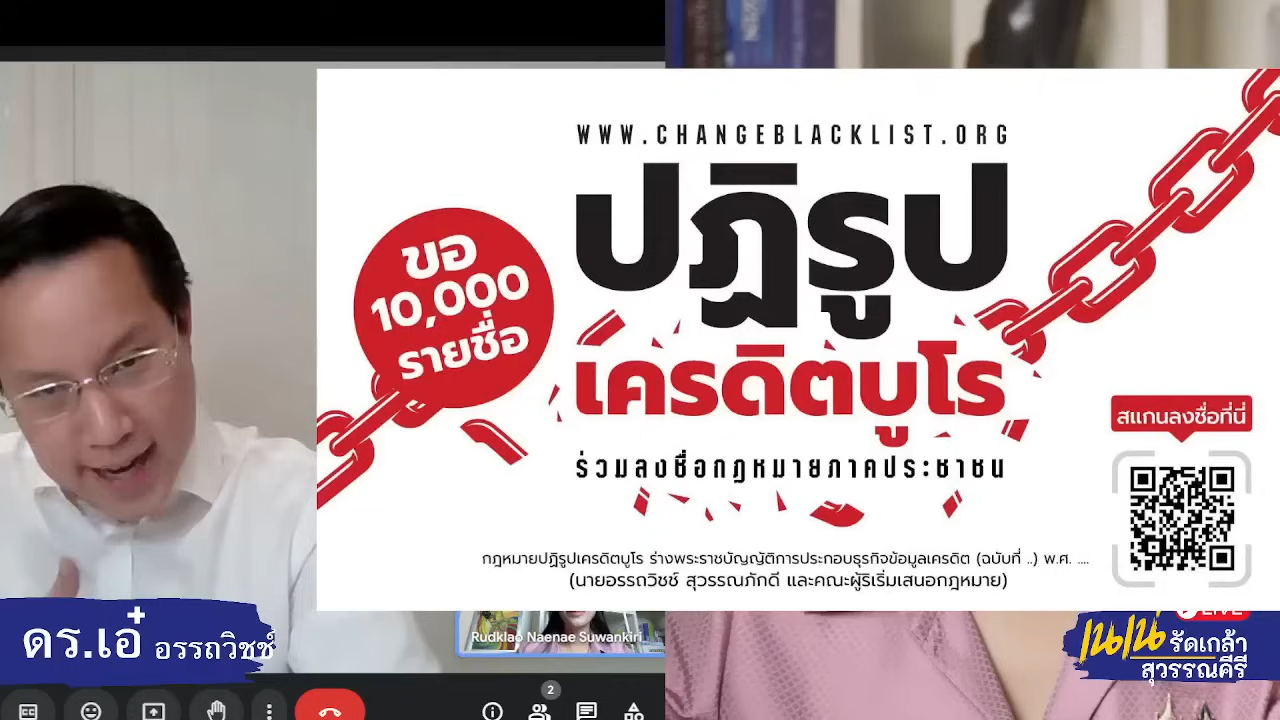 WWW.CHANGEBLACKLIST.ORG
ปฏิรูป
เครดิตบูโร
ขอ
10,000
รายชื่อ
ร่วมลงชื่อกฎหมายภาคประชาชน
สแกนลงชื่อที่นี่
กฎหมายปฏิรูปเครดิตบูโร ร่างพระราชบัญญัติการประกอบธุรกิจข้อมูลเครดิต (ฉบับที่ ..) พ.ศ. ....
(นายอรรถวิชช์ สุวรรณภักดี และคณะผู้ริเริ่มเสนอกฎหมาย)
ดร.เอ๋ อรรถวิชช์
Rudklao Naenae Suwankiri
LIVE
เนเน รัดเกล้า
สุวรรณคีรี
CC
2